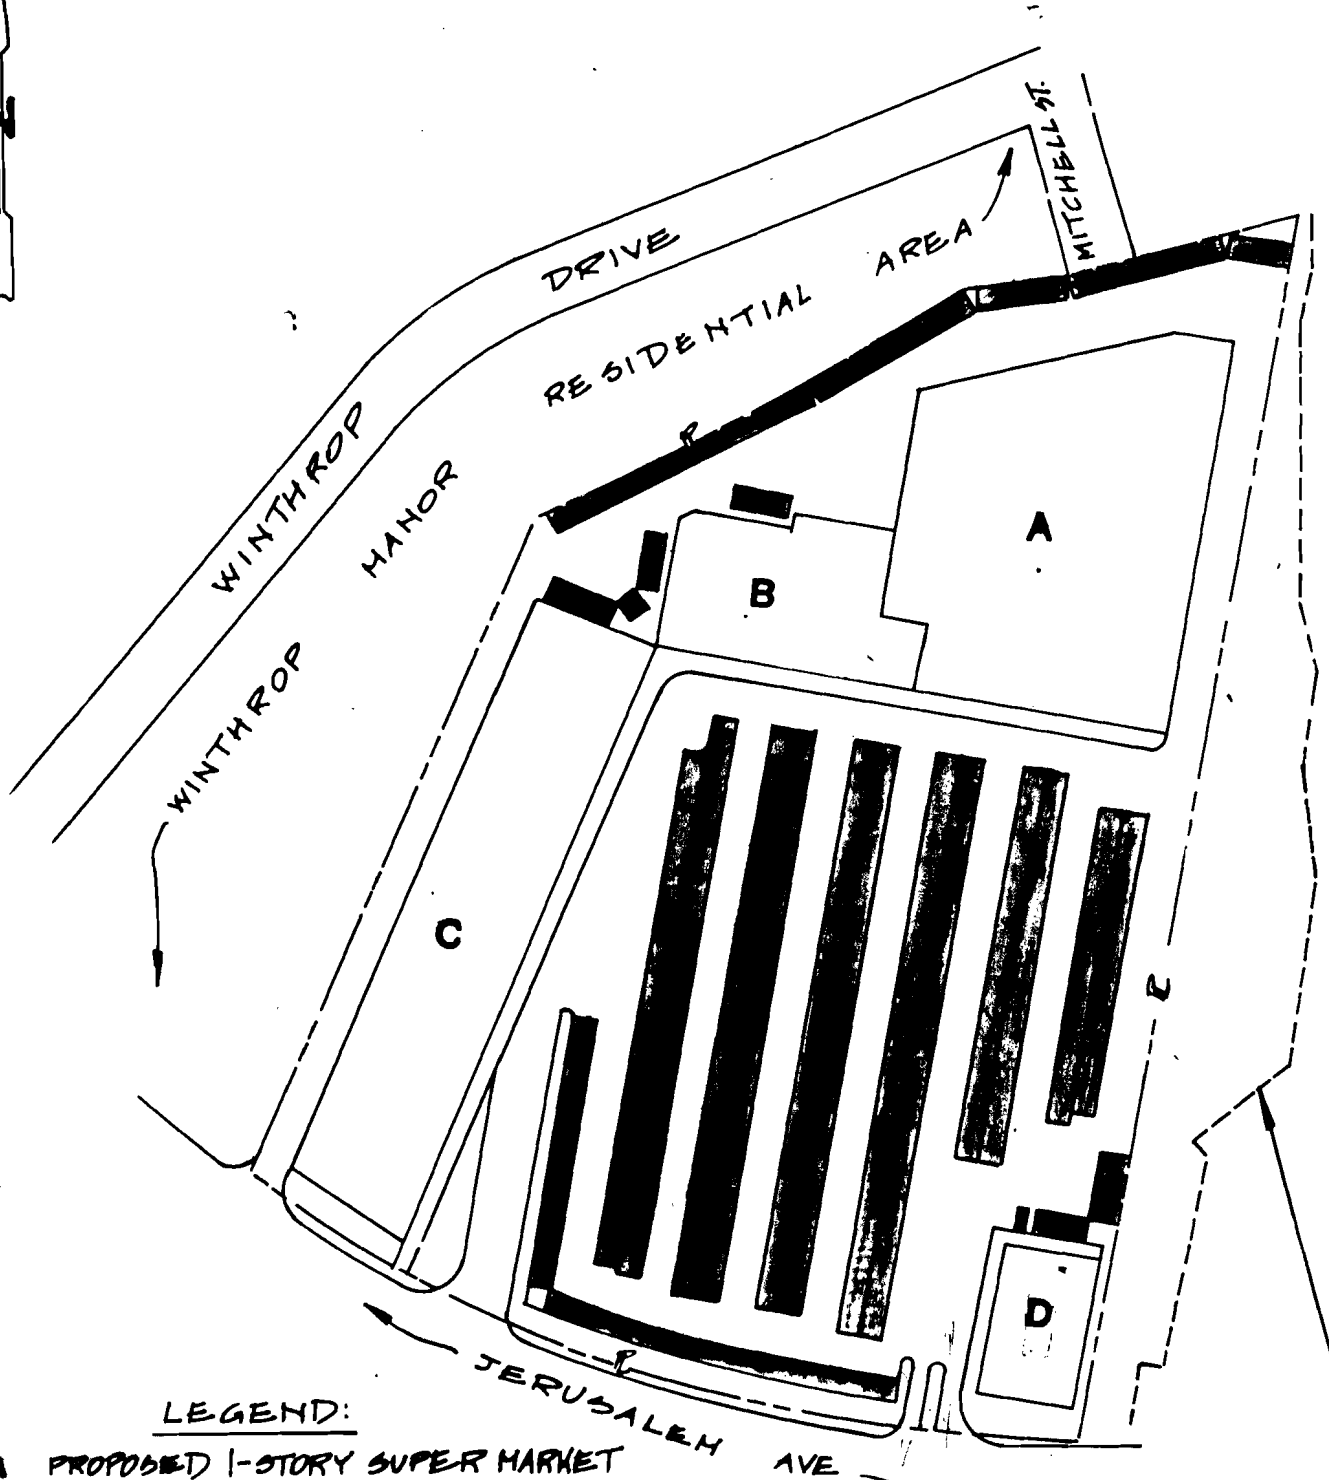 MITCHELL ST.
WINTHROP DRIVE
WINTHROP MANOR RESIDENTIAL AREA
A
B
C
D
JERUSALEM AVE
LEGEND:
PROPOSED 1-STORY SUPER MARKET